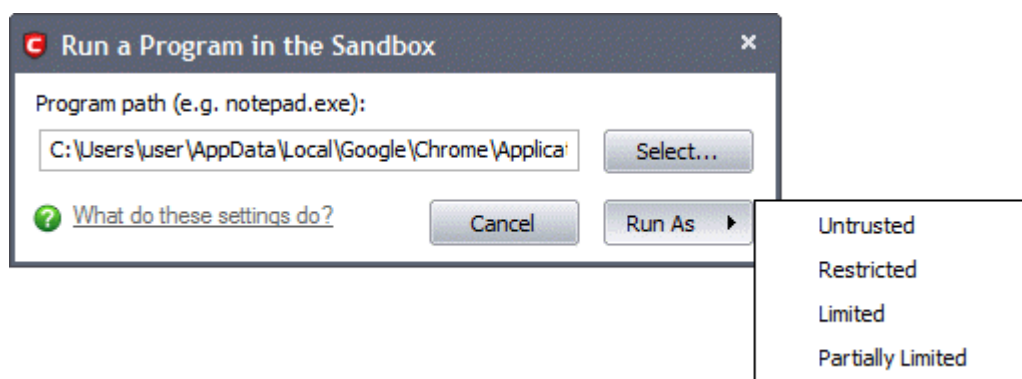 Run a Program in the Sandbox
Program path (e.g. notepad.exe):
C:\Users\user\AppData\Local\Google\Chrome\Applicat
Select...
What do these settings do?
Cancel
Run As
Untrusted
Restricted
Limited
Partially Limited